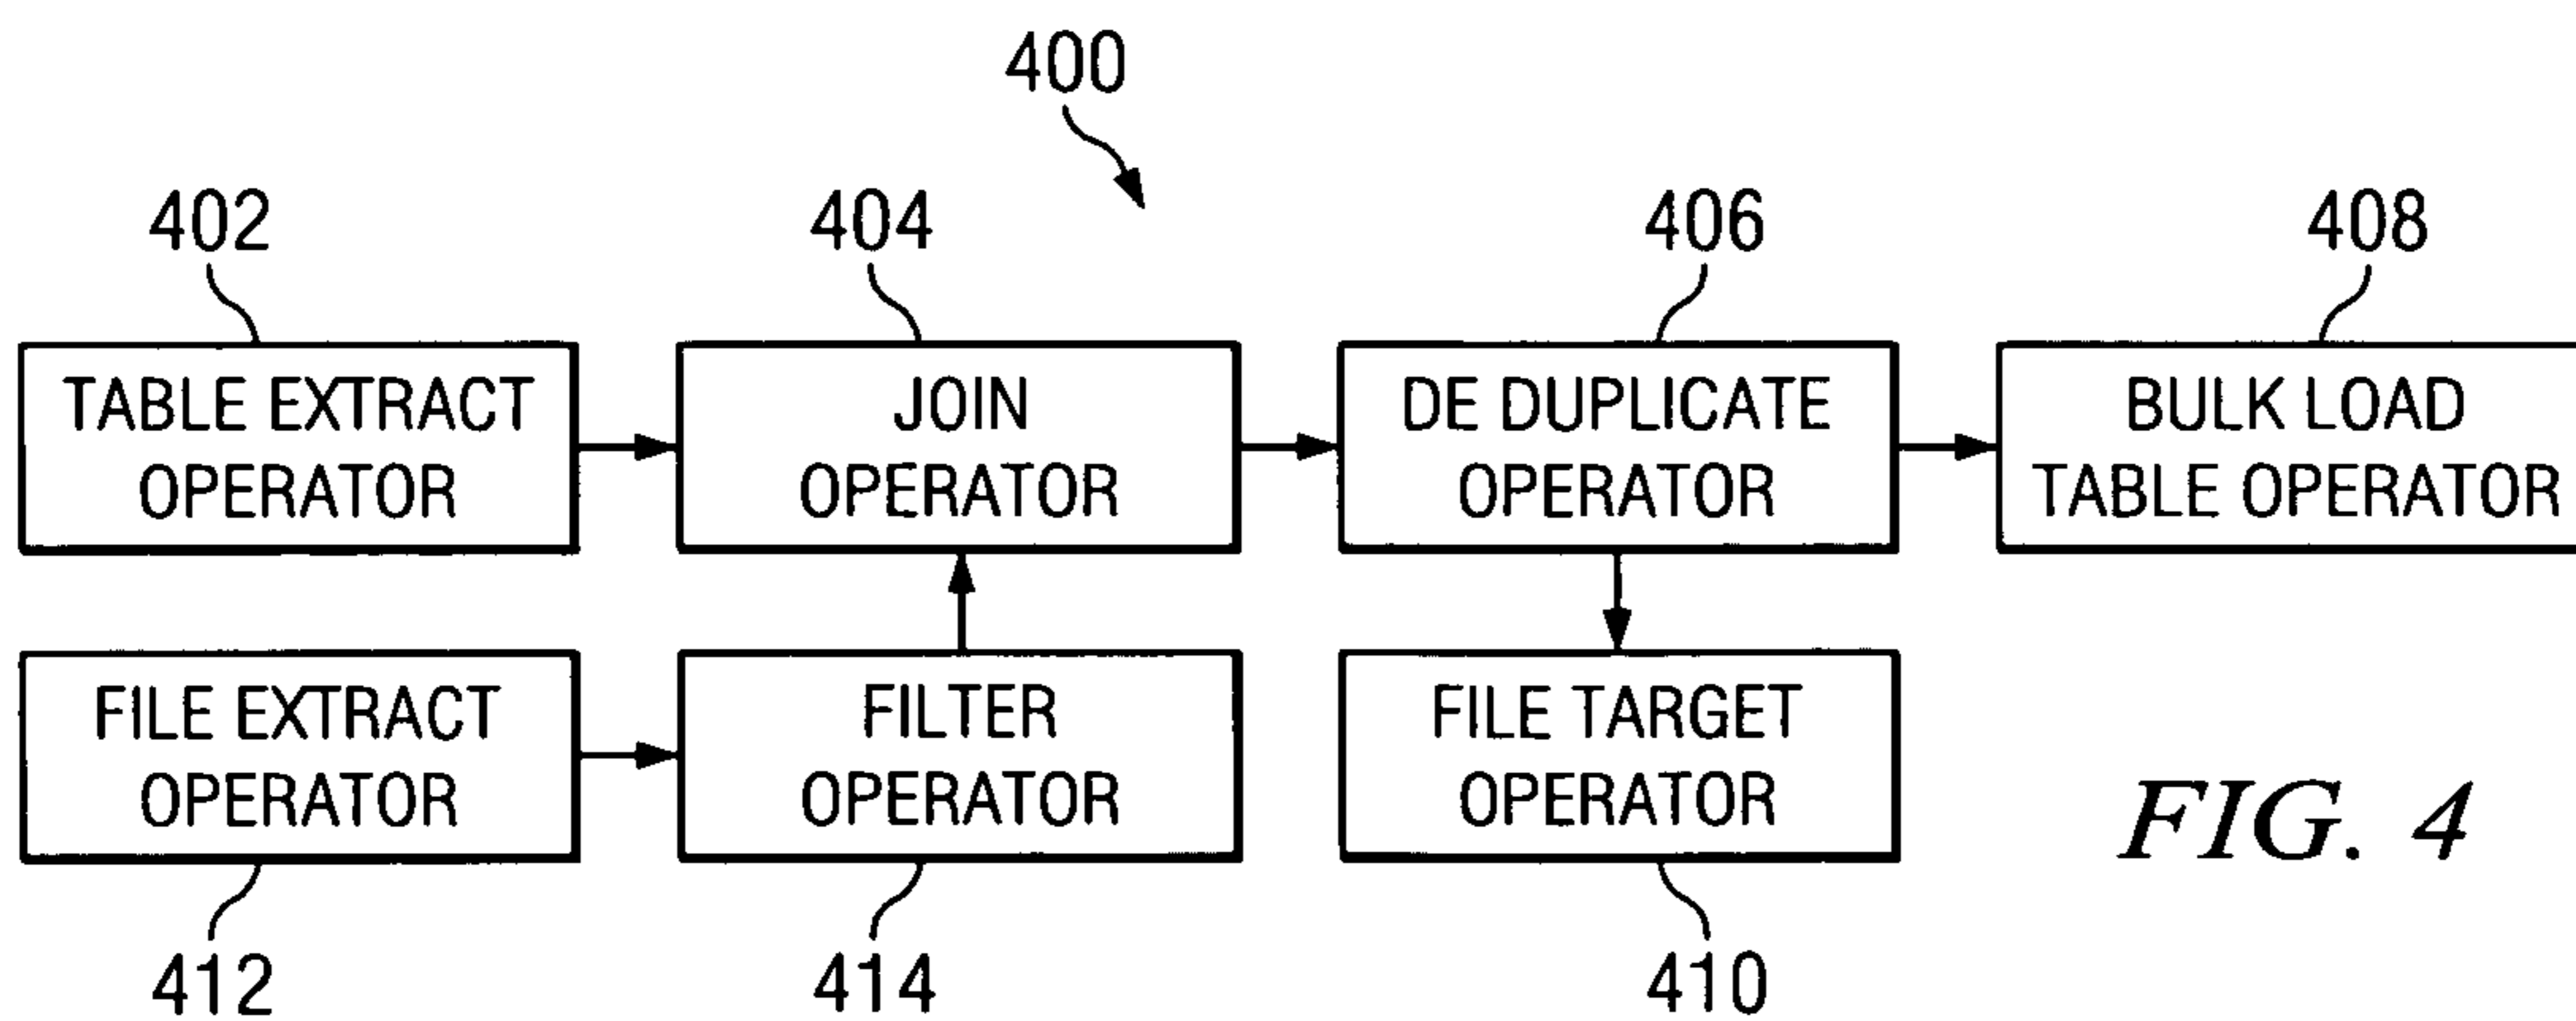 400
402
404
406
408
TABLE EXTRACT
OPERATOR
JOIN
OPERATOR
DE DUPLICATE
OPERATOR
BULK LOAD
TABLE OPERATOR
FILE EXTRACT
OPERATOR
FILTER
OPERATOR
FILE TARGET
OPERATOR
FIG. 4
412
414
410